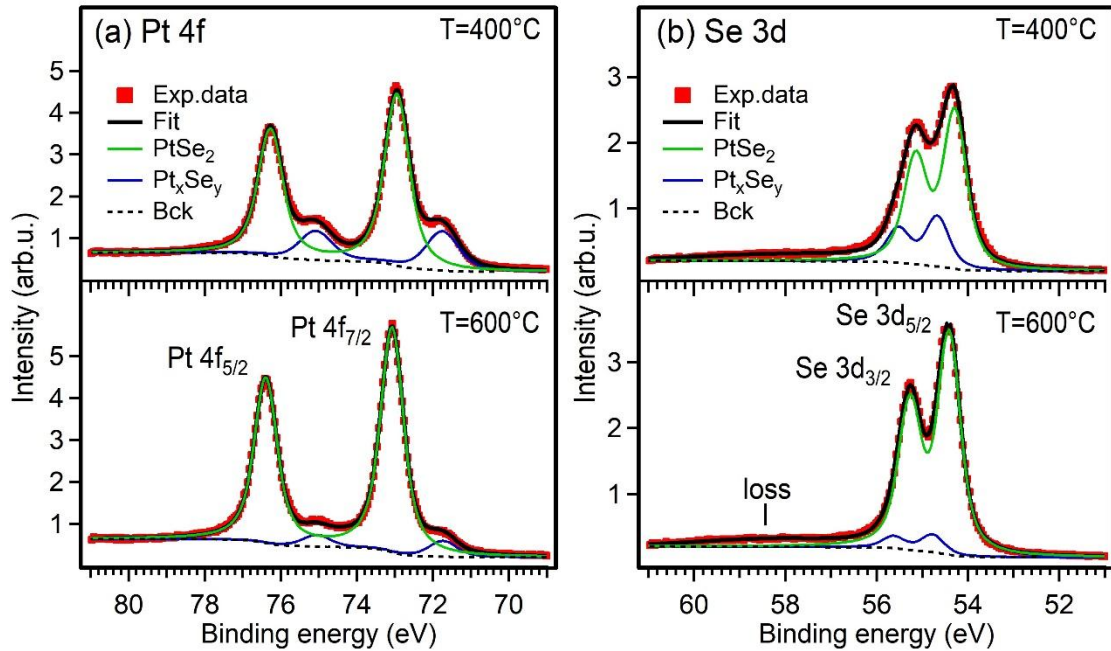 (a) Pt 4f
T=400°C
Exp.data
Fit
PtSe2
PtxSey
Bck
5
4
3
2
1
Pt 4f5/2
Pt 4f7/2
T=600°C
5
4
3
2
1
80
78
76
74
72
70
Binding energy (eV)
Intensity (arb.u.)
(b) Se 3d
T=400°C
Exp.data
Fit
PtSe2
PtxSey
Bck
3
2
1
Se 3d5/2
T=600°C
Se 3d3/2
loss
3
2
1
60
58
56
54
52
Binding energy (eV)
Intensity (arb.u.)